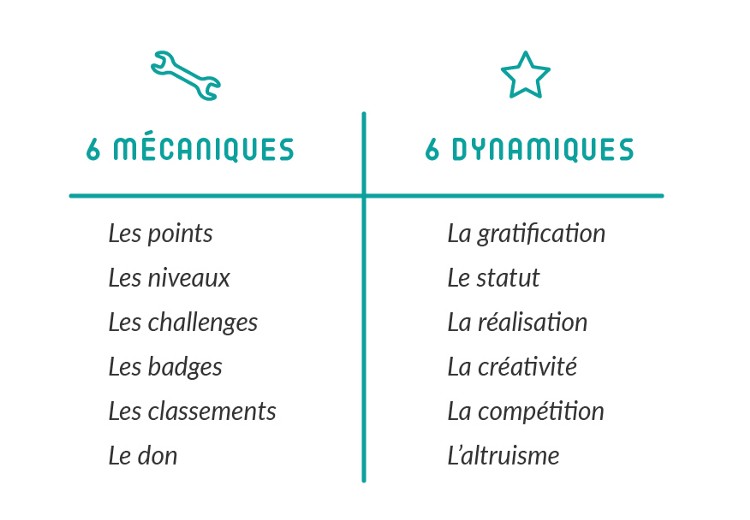 6 MÉCANIQUES
Les points
Les niveaux
Les challenges
Les badges
Les classements
Le don
6 DYNAMIQUES
La gratification
Le statut
La réalisation
La créativité
La compétition
L’altruisme